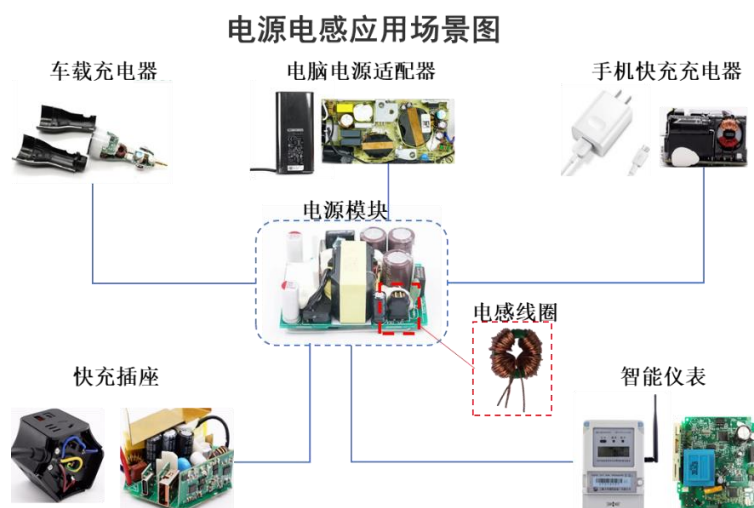 电源电感应用场景图
车载充电器
电脑电源适配器
手机快充充电器
电源模块
电感线圈
快充插座
智能仪表